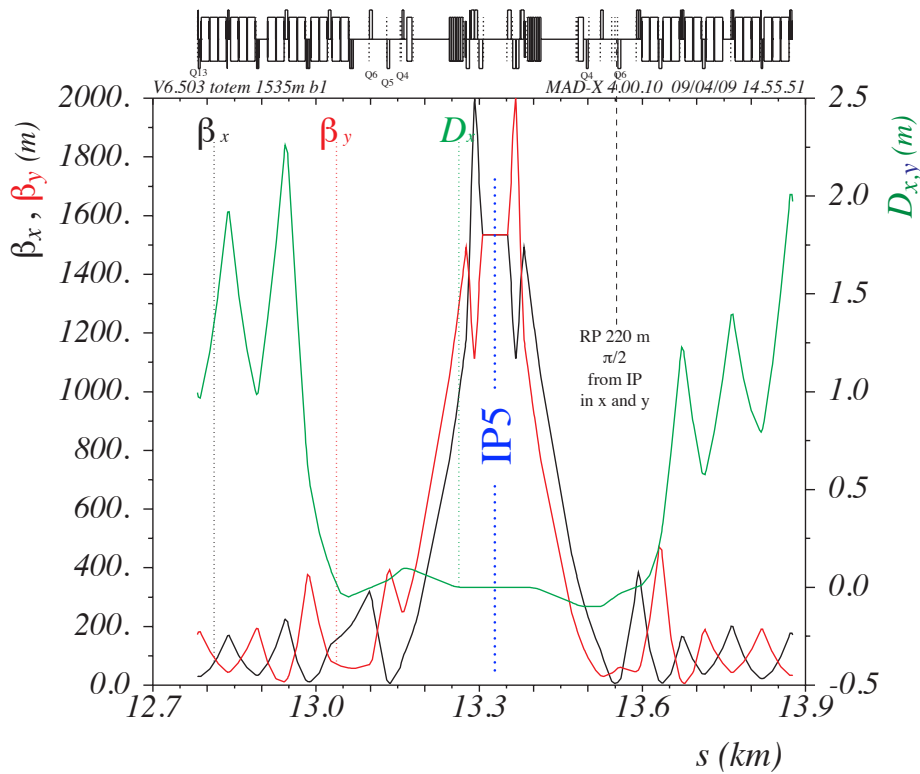 Q13
Q6
Q5
Q4
Q4
Q6
V6.503 totem 1535m b1
MAD-X 4.00.10 09/04/09 14.55.51
2000.
1800.
1600.
1400.
1200.
1000.
800.
600.
400.
200.
0.0
βx , βy (m)
βx
βy
Dx
2.5
2.0
1.5
1.0
0.5
0.0
-0.5
Dx,y (m)
RP 220 m
π/2
from IP
in x and y
IP5
12.7
13.0
13.3
13.6
13.9
s (km)